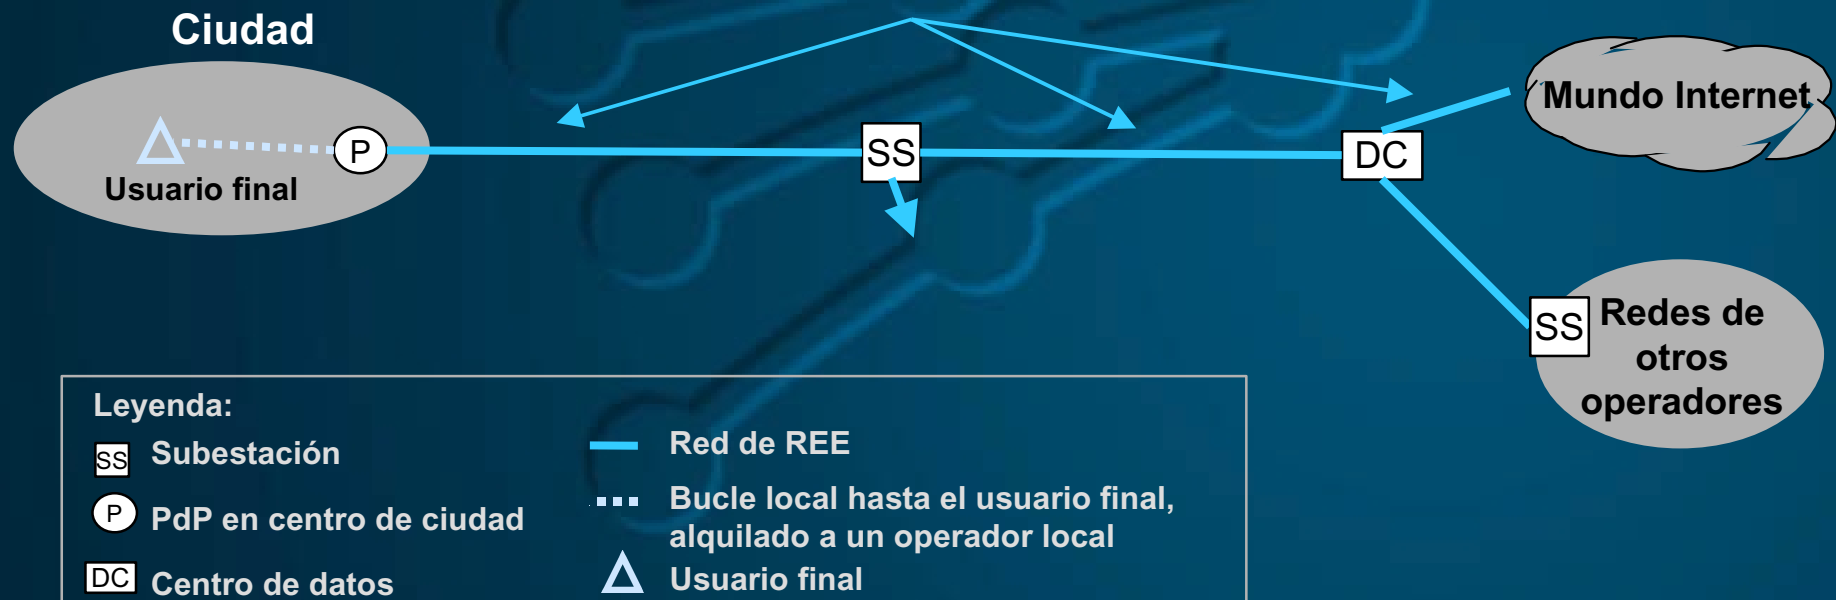 Ciudad
Usuario final
P
SS
DC
Mundo Internet
SS
Redes de
otros
operadores
Leyenda:
SS Subestación
P PdP en centro de ciudad
DC Centro de datos
Red de REE
Bucle local hasta el usuario final,
alquilado a un operador local
Usuario final